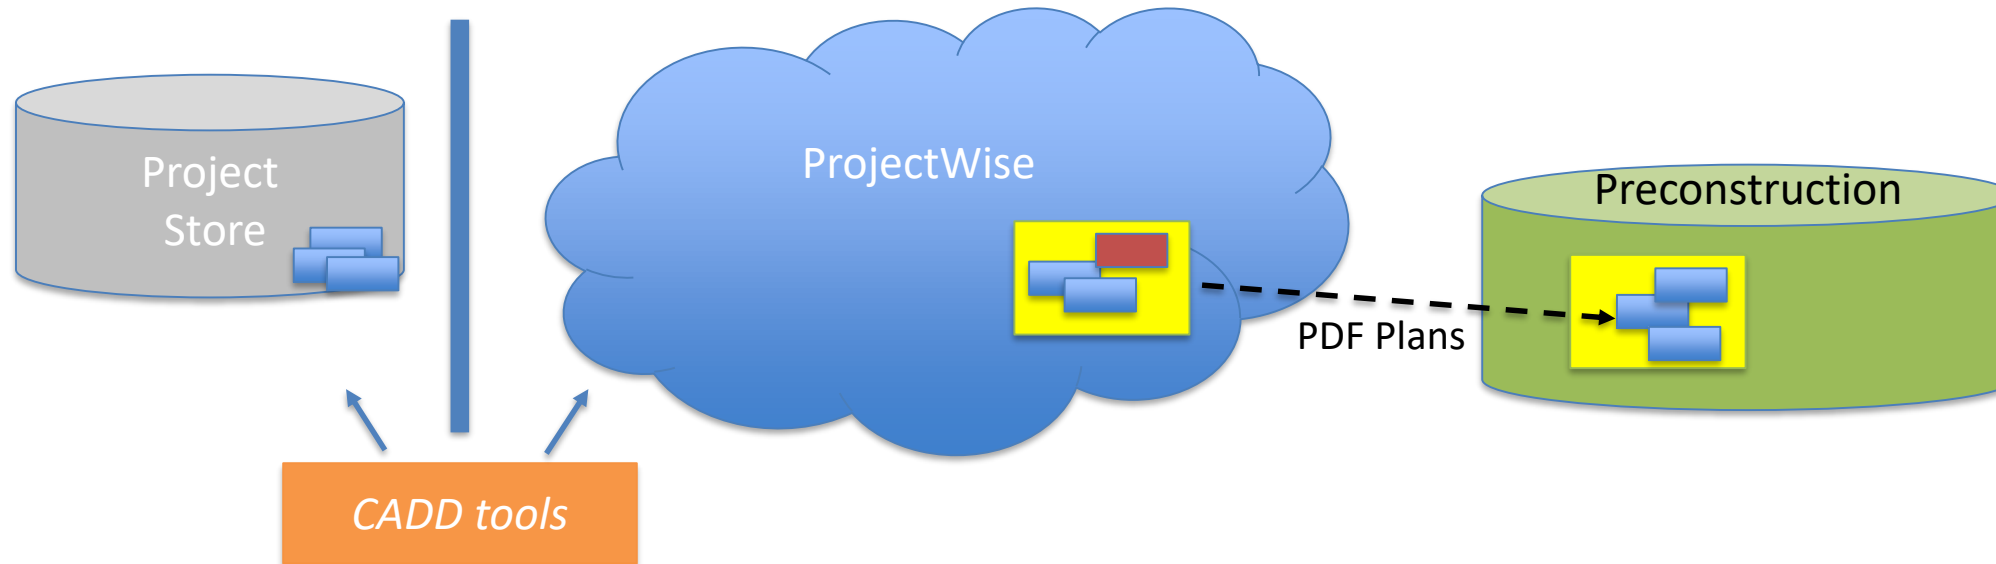 Project
Store
ProjectWise
Preconstruction
PDF Plans
CADD tools